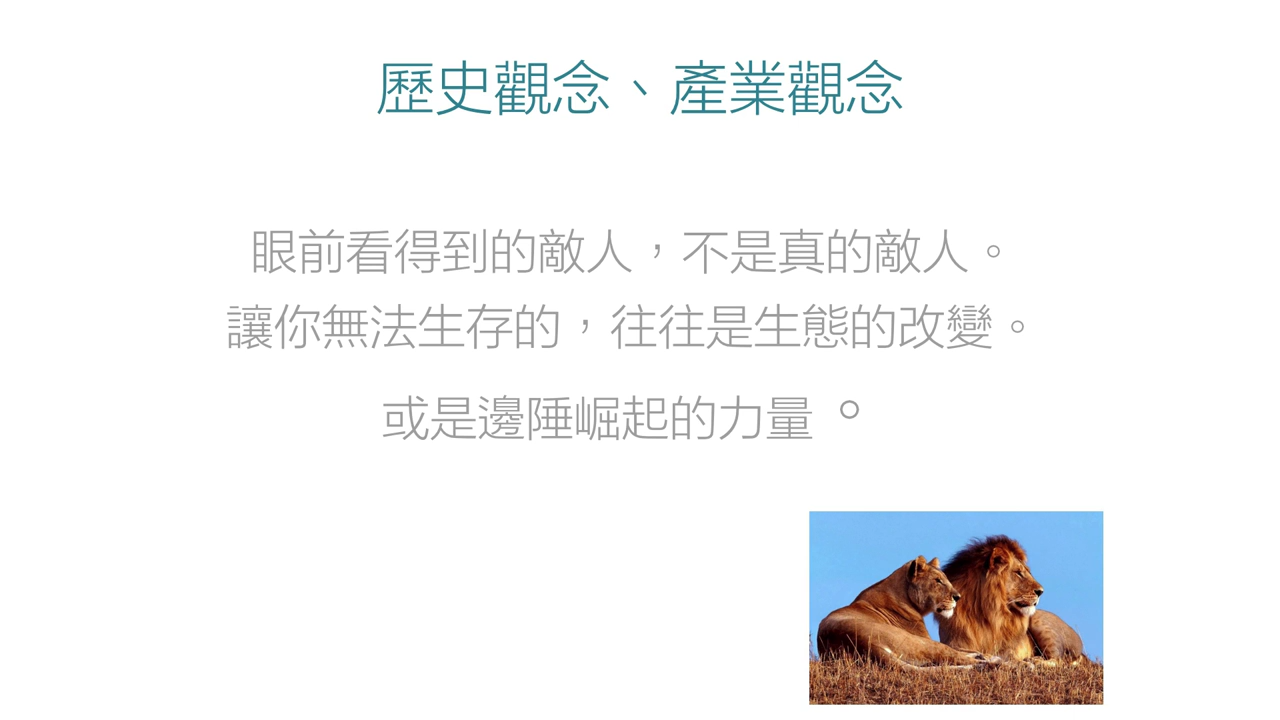 歷史觀念、產業觀念
眼前看得到的敵人，不是真的敵人。
讓你無法生存的，往往是生態的改變。
或是邊陲崛起的力量。